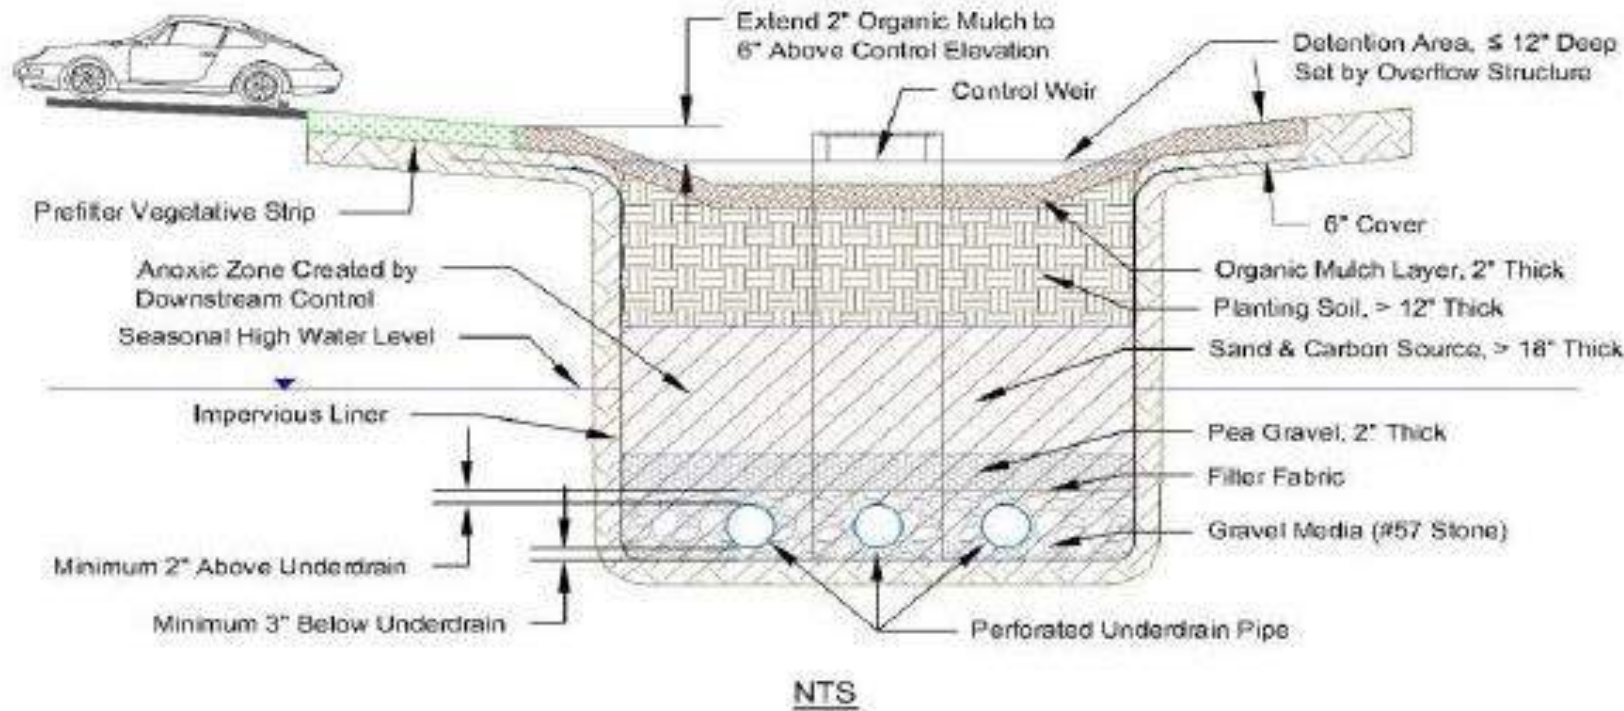 Extend 2" Organic Mulch to
6" Above Control Elevation
Detention Area, ≤ 12" Deep
Set by Overflow Structure
Control Weir
Prefilter Vegetative Strip
6" Cover
Anoxic Zone Created by
Downstream Control
Organic Mulch Layer, 2" Thick
Planting Soil, > 12" Thick
Seasonal High Water Level
Sand & Carbon Source, > 18" Thick
Impervious Liner
Pea Gravel, 2" Thick
Filter Fabric
Gravel Media (#57 Stone)
Minimum 2" Above Underdrain
Minimum 3" Below Underdrain
Perforated Underdrain Pipe
NTS